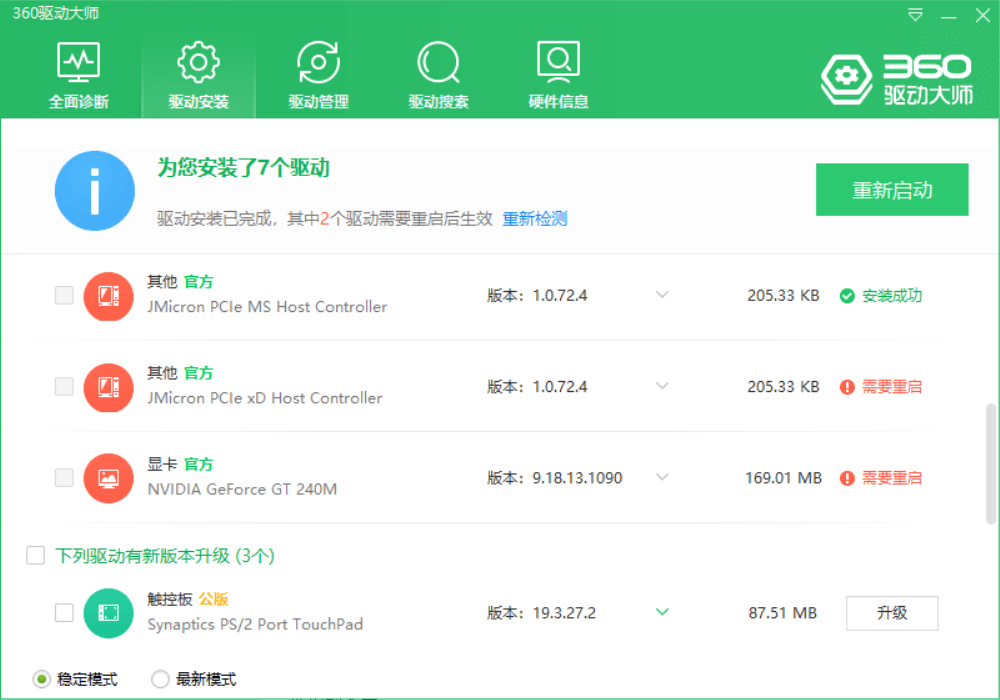 360驱动大师
全面诊断 驱动安装 驱动管理 驱动搜索 硬件信息
360
驱动大师
为您安装了7个驱动
驱动安装已完成，其中2个驱动需要重启后生效 重新检测
重新启动
其他 官方
JMicron PCIe MS Host Controller
版本：1.0.72.4 205.33 KB 安装成功
其他 官方
JMicron PCIe xD Host Controller
版本：1.0.72.4 205.33 KB 需要重启
显卡 官方
NVIDIA GeForce GT 240M
版本：9.18.13.1090 169.01 MB 需要重启
下列驱动有新版本升级 (3个)
触控板 公版
Synaptics PS/2 Port TouchPad
版本：19.3.27.2 87.51 MB 升级
稳定模式 最新模式